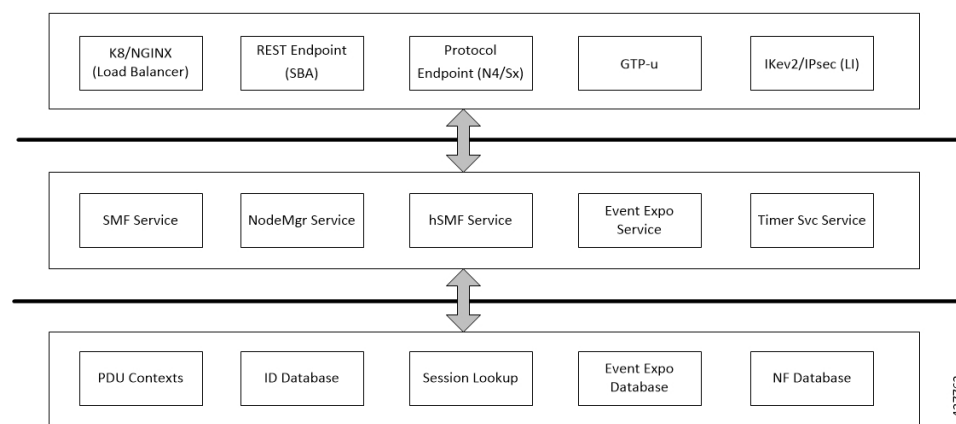 K8/NGINX
(Load Balancer)
REST Endpoint
(SBA)
Protocol
Endpoint (N4/Sx)
GTP-u
IKev2/IPsec (LI)
SMF Service
NodeMgr Service
hSMF Service
Event Expo
Service
Timer Svc Service
PDU Contexts
ID Database
Session Lookup
Event Expo
Database
NF Database